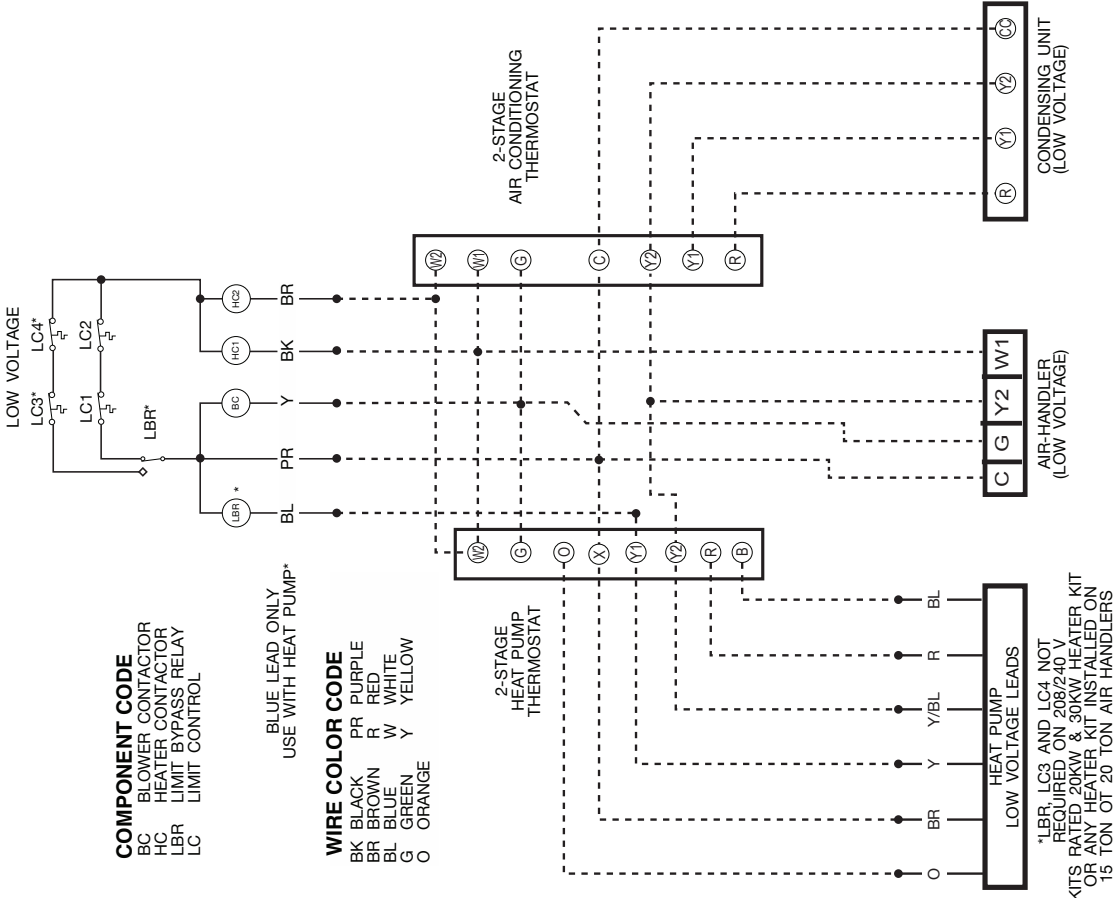 LOW VOLTAGE
LC3*
LC4*
LC1
LC2
LBR*
LBR
*
BC
HC1
HC2
BL
PR
Y
BK
BR
COMPONENT CODE
BC BLOWER CONTACTOR
HC HEATER CONTACTOR
LBR LIMIT BYPASS RELAY
LC LIMIT CONTROL
BLUE LEAD ONLY
USE WITH HEAT PUMP*
WIRE COLOR CODE
BK BLACK PR PURPLE
BR BROWN R RED
BL BLUE W WHITE
G GREEN Y YELLOW
O ORANGE
2-STAGE
HEAT PUMP
THERMOSTAT
W2
G
O
X
Y1
Y2
R
B
2-STAGE
AIR CONDITIONING
THERMOSTAT
W2
W1
G
C
Y2
Y1
R
O
BR
Y
Y/BL
R
BL
HEAT PUMP
LOW VOLTAGE LEADS
C
G
Y2
W1
AIR-HANDLER
(LOW VOLTAGE)
R
Y1
Y2
CC
CONDENSING UNIT
(LOW VOLTAGE)
*LBR, LC3 AND LC4 NOT
REQUIRED ON 208/240 V
KITS RATED 20KW & 30KW HEATER KIT
OR ANY HEATER KIT INSTALLED ON
15 TON OT 20 TON AIR HANDLERS